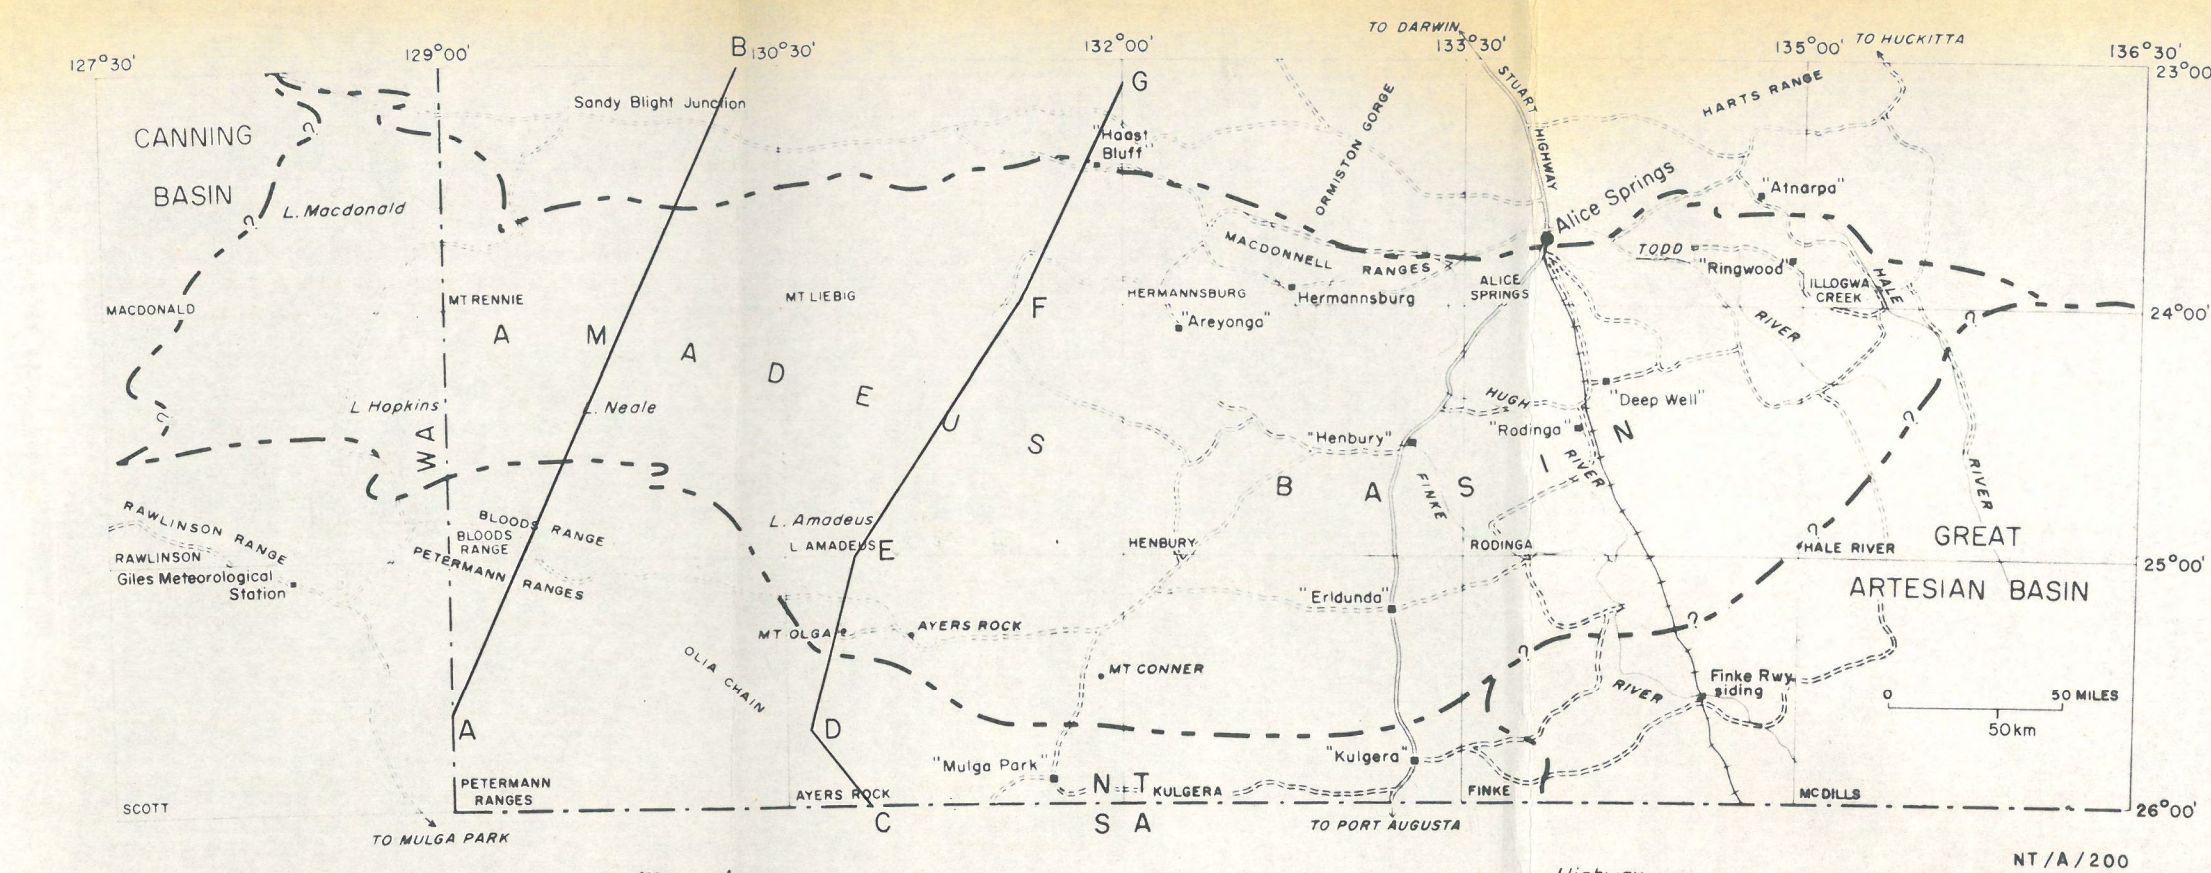 TO DARWIN
127°30'
129°00'
B
130°30'
132°00'
133°30'
135°00'
TO HUCKITTA
136°30'
23°00'
G
STUART HIGHWAY
HARTS RANGE
Sandy Blight Junction
CANNING
BASIN
?
"Haast
Bluff"
ORMISTON GORGE
L. Macdonald
?
Alice Springs
"Atnarpa"
MACDONNELL RANGES
TODD
"Ringwood"
ILLOGWA
CREEK
HALE
ALICE
SPRINGS
MACDONALD
MT RENNIE
MT LIEBIG
F
HERMANNSBURG
Hermannsburg
"Areyonga"
RIVER
?
24°00'
A M A D E U S
L Hopkins
L. Neale
?
HUGH
"Deep Well"
?
"Henbury"
"Rodinga"
W A
B A S I N
FINKE
RIVER
RIVER
RAWLINSON RANGE
BLOODS RANGE
BLOODS
RANGE
L. Amadeus
L AMADEUS
E
HENBURY
RODINGA
?
HALE RIVER
GREAT
RAWLINSON
PETERMANN RANGES
25°00'
Giles Meteorological
Station
"Erldunda"
ARTESIAN BASIN
MT OLGA
AYERS ROCK
?
?
OLIA CHAIN
MT CONNER
Finke Rwy
siding
RIVER
0
50 MILES
50km
A
D
"Mulga Park"
"Kulgera"
PETERMANN
RANGES
AYERS ROCK
N T
KULGERA
FINKE
MC DILLS
SCOTT
26°00'
C
S A
TO MULGA PARK
TO PORT AUGUSTA
NT/A/200